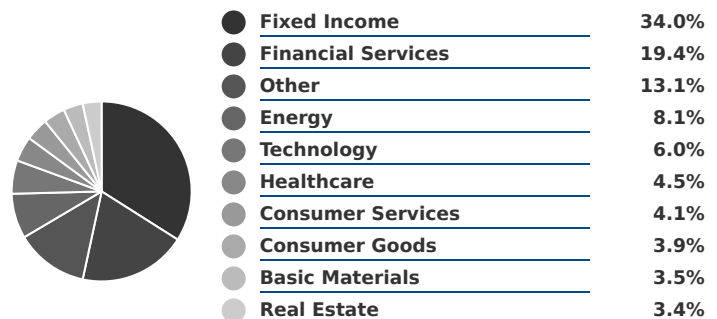 Fixed Income 34.0%
Financial Services 19.4%
Other 13.1%
Energy 8.1%
Technology 6.0%
Healthcare 4.5%
Consumer Services 4.1%
Consumer Goods 3.9%
Basic Materials 3.5%
Real Estate 3.4%